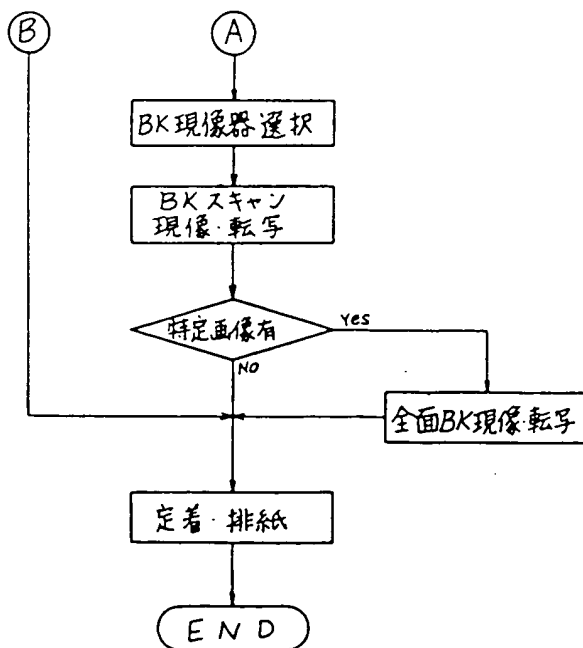 B
A
BK現像器選択
BKスキャン
現像・転写
特定画像有
Yes
NO
全面BK現像・転写
定着・排紙
END